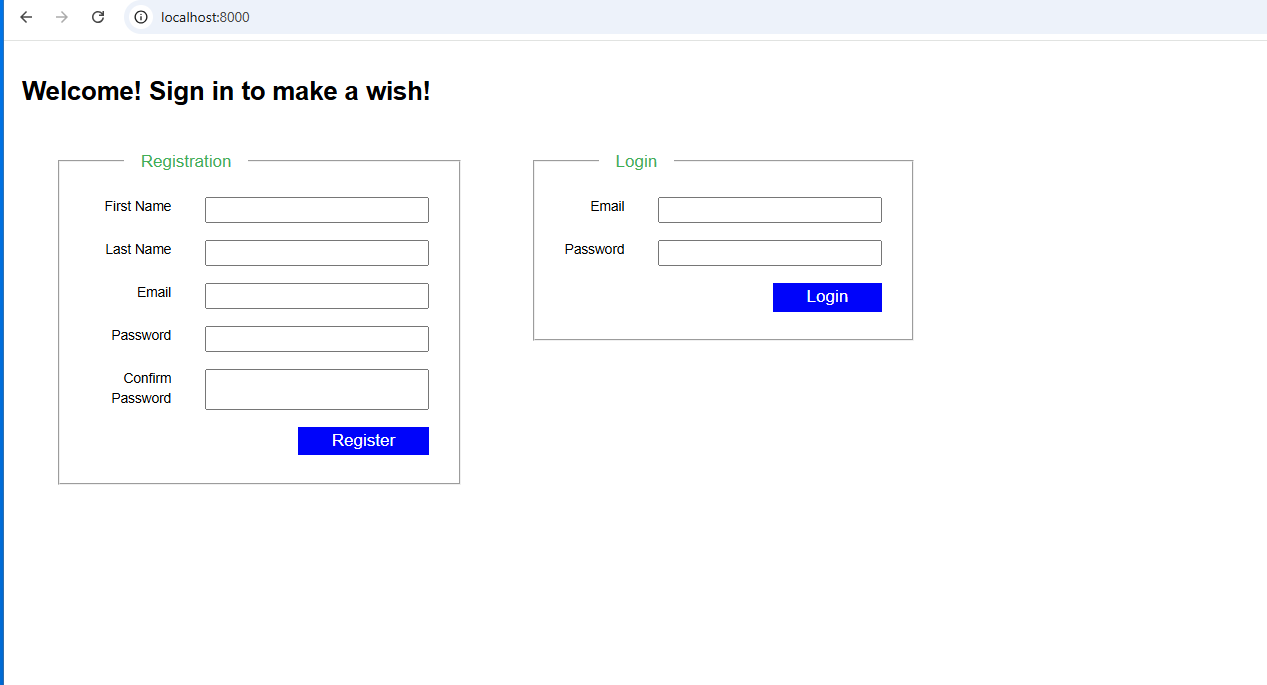 localhost:8000
Welcome! Sign in to make a wish!
Registration
First Name
Last Name
Email
Password
Confirm
Password
Register
Login
Email
Password
Login